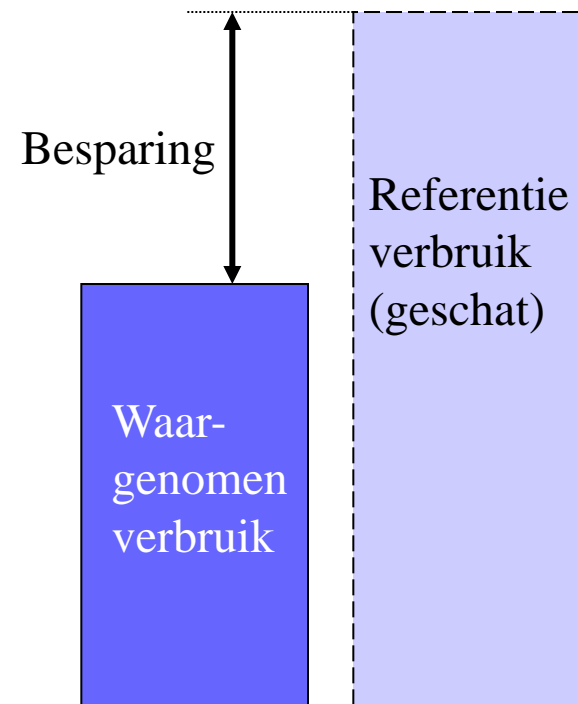 Besparing
Referentie
verbruik
(geschat)
Waar-
genomen
verbruik